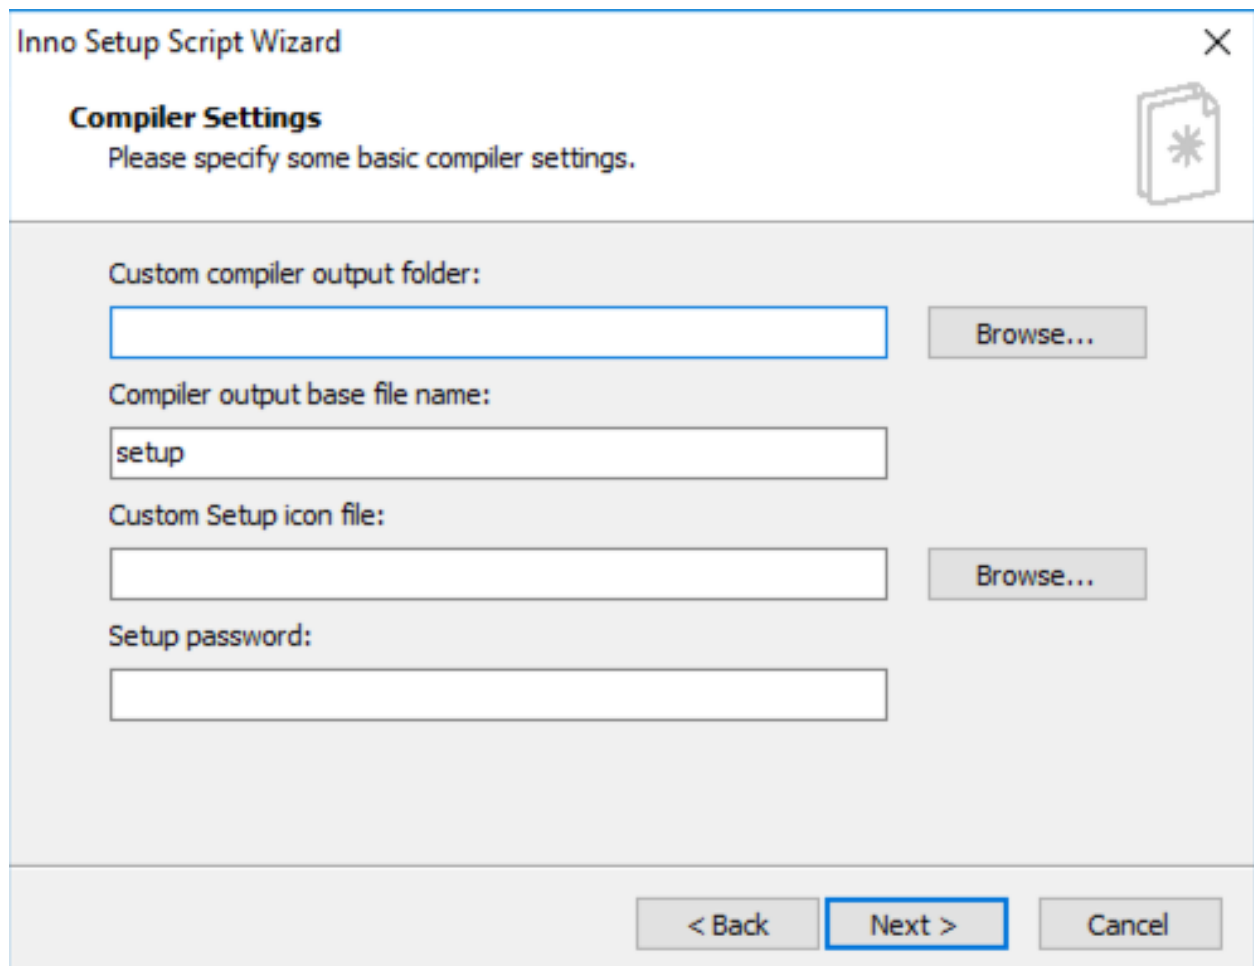 Inno Setup Script Wizard
Compiler Settings
Please specify some basic compiler settings.
Custom compiler output folder:
Browse...
Compiler output base file name:
setup
Custom Setup icon file:
Browse...
Setup password:
< Back
Next >
Cancel